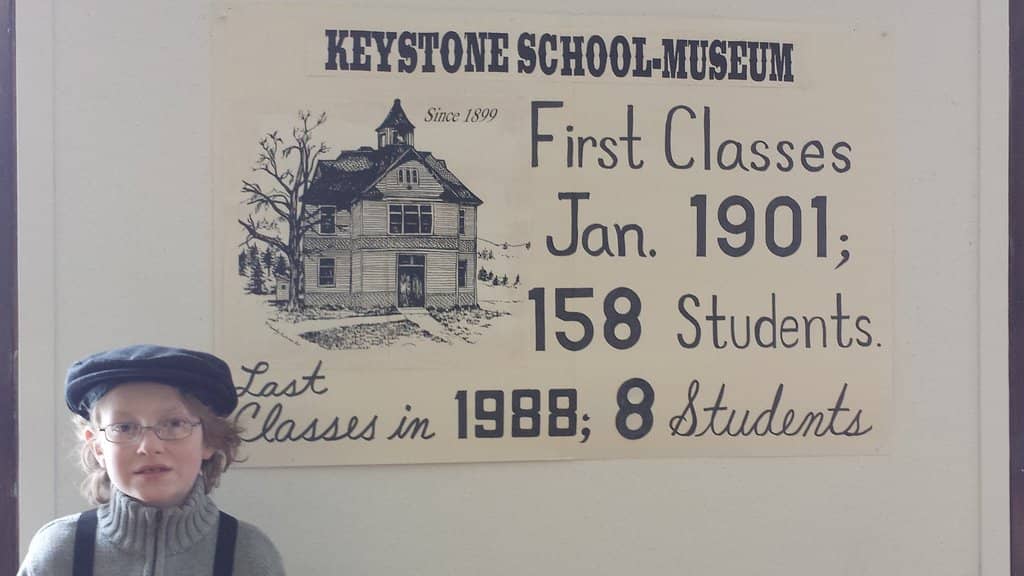 KEYSTONE SCHOOL-MUSEUM
Since 1899
First Classes
Jan. 1901;
158 Students.
Last
Classes in 1988; 8 Students